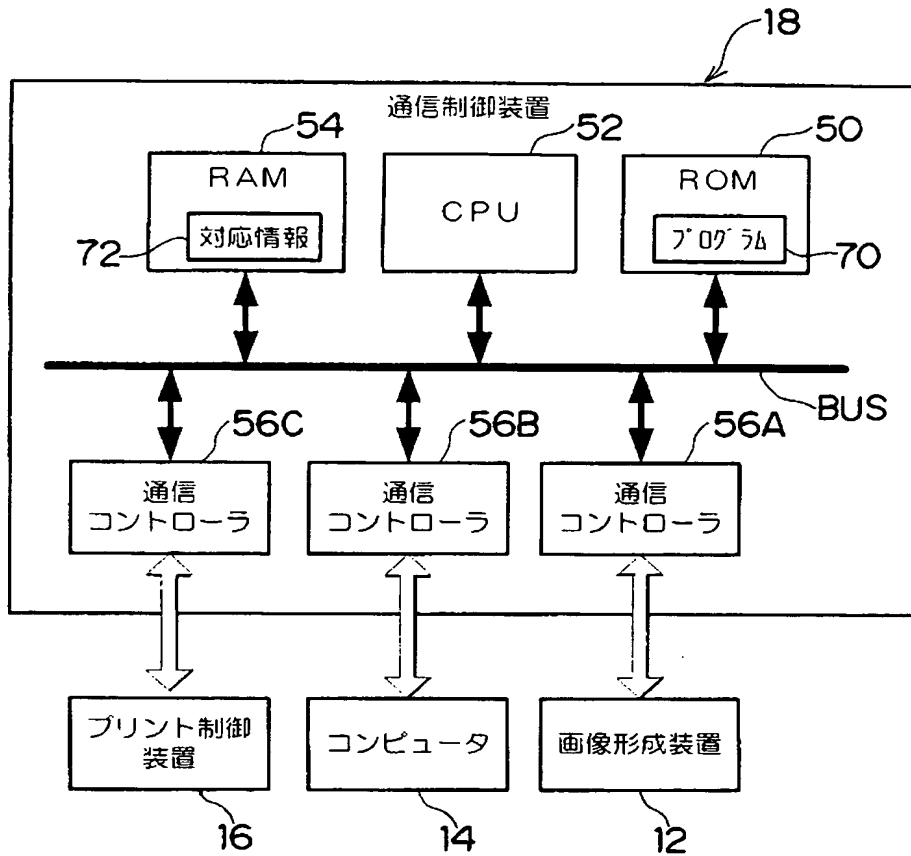 18
通信制御装置
54
52
50
RAM
CPU
ROM
72
対応情報
プログラム
70
BUS
56C
56B
56A
通信
コントローラ
通信
コントローラ
通信
コントローラ
プリント制御
装置
コンピュータ
画像形成装置
16
14
12